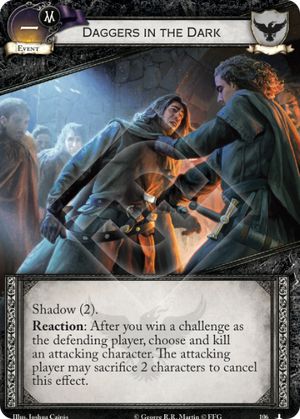 –
DAGGERS IN THE DARK
EVENT
Shadow (2).
Reaction: After you win a challenge as
the defending player, choose and kill
an attacking character. The attacking
player may sacrifice 2 characters to cancel
this effect.
Illus. Joshua Cairós © George R.R. Martin © FFG 106